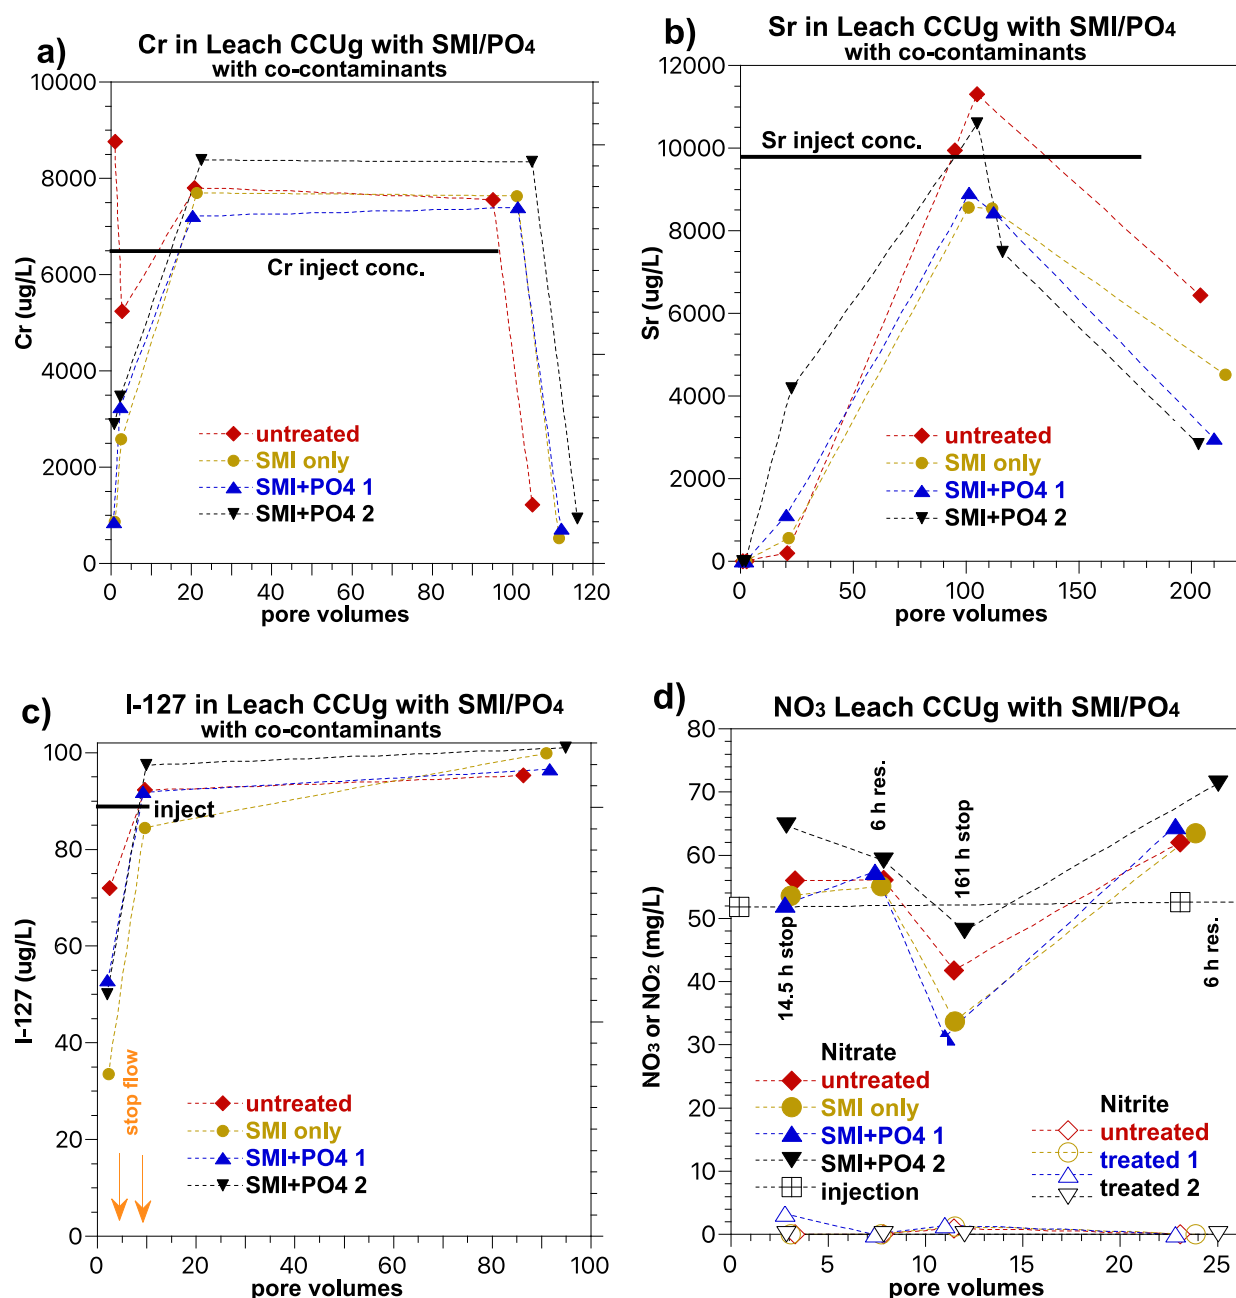 a)
Cr in Leach CCUg with SMI/PO4
with co-contaminants
10000
8000
6000
4000
2000
0
Cr (ug/L)
Cr inject conc.
untreated
SMI only
SMI+PO4 1
SMI+PO4 2
0 20 40 60 80 100 120
pore volumes
b)
Sr in Leach CCUg with SMI/PO4
with co-contaminants
12000
10000
8000
6000
4000
2000
0
Sr (ug/L)
Sr inject conc.
untreated
SMI only
SMI+PO4 1
SMI+PO4 2
0 50 100 150 200
pore volumes
c)
I-127 in Leach CCUg with SMI/PO4
with co-contaminants
100
80
60
40
20
0
I-127 (ug/L)
inject
stop flow
untreated
SMI only
SMI+PO4 1
SMI+PO4 2
0 20 40 60 80 100
pore volumes
d)
NO3 Leach CCUg with SMI/PO4
80
70
60
50
40
30
20
10
0
NO3 or NO2 (mg/L)
14.5 h stop
6 h res.
161 h stop
6 h res.
Nitrate
untreated
SMI only
SMI+PO4 1
SMI+PO4 2
injection
Nitrite
untreated
treated 1
treated 2
0 5 10 15 20 25
pore volumes